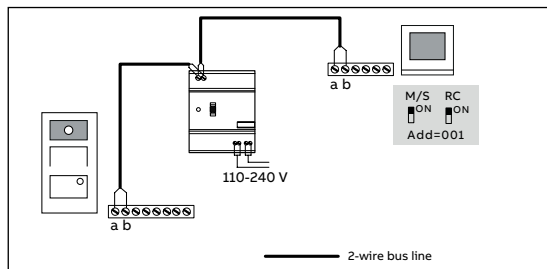 a b
M/S RC
ON ON
Add=001
110-240 V
a b
2-wire bus line